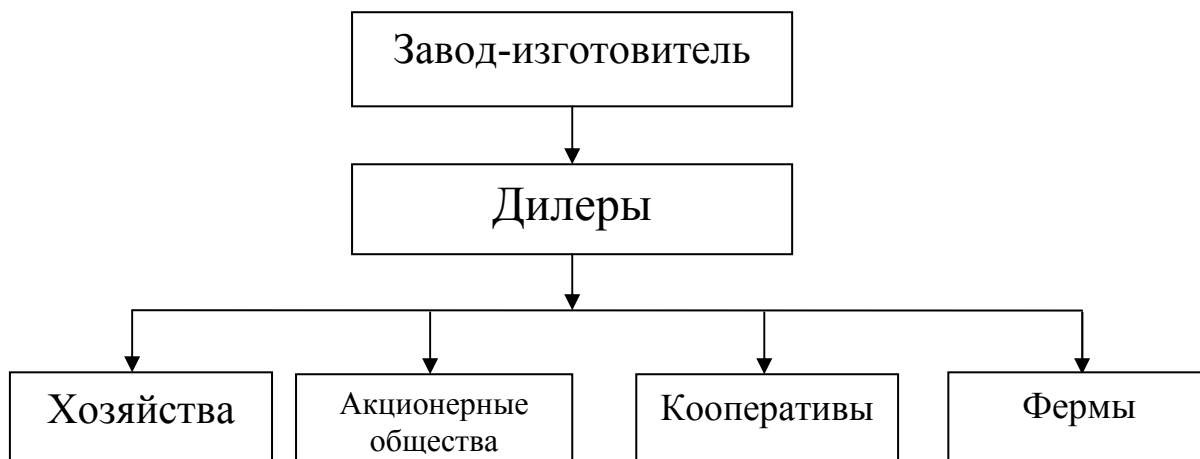 Завод-изготовитель
Дилеры
Хозяйства
Акционерные
общества
Кооперативы
Фермы